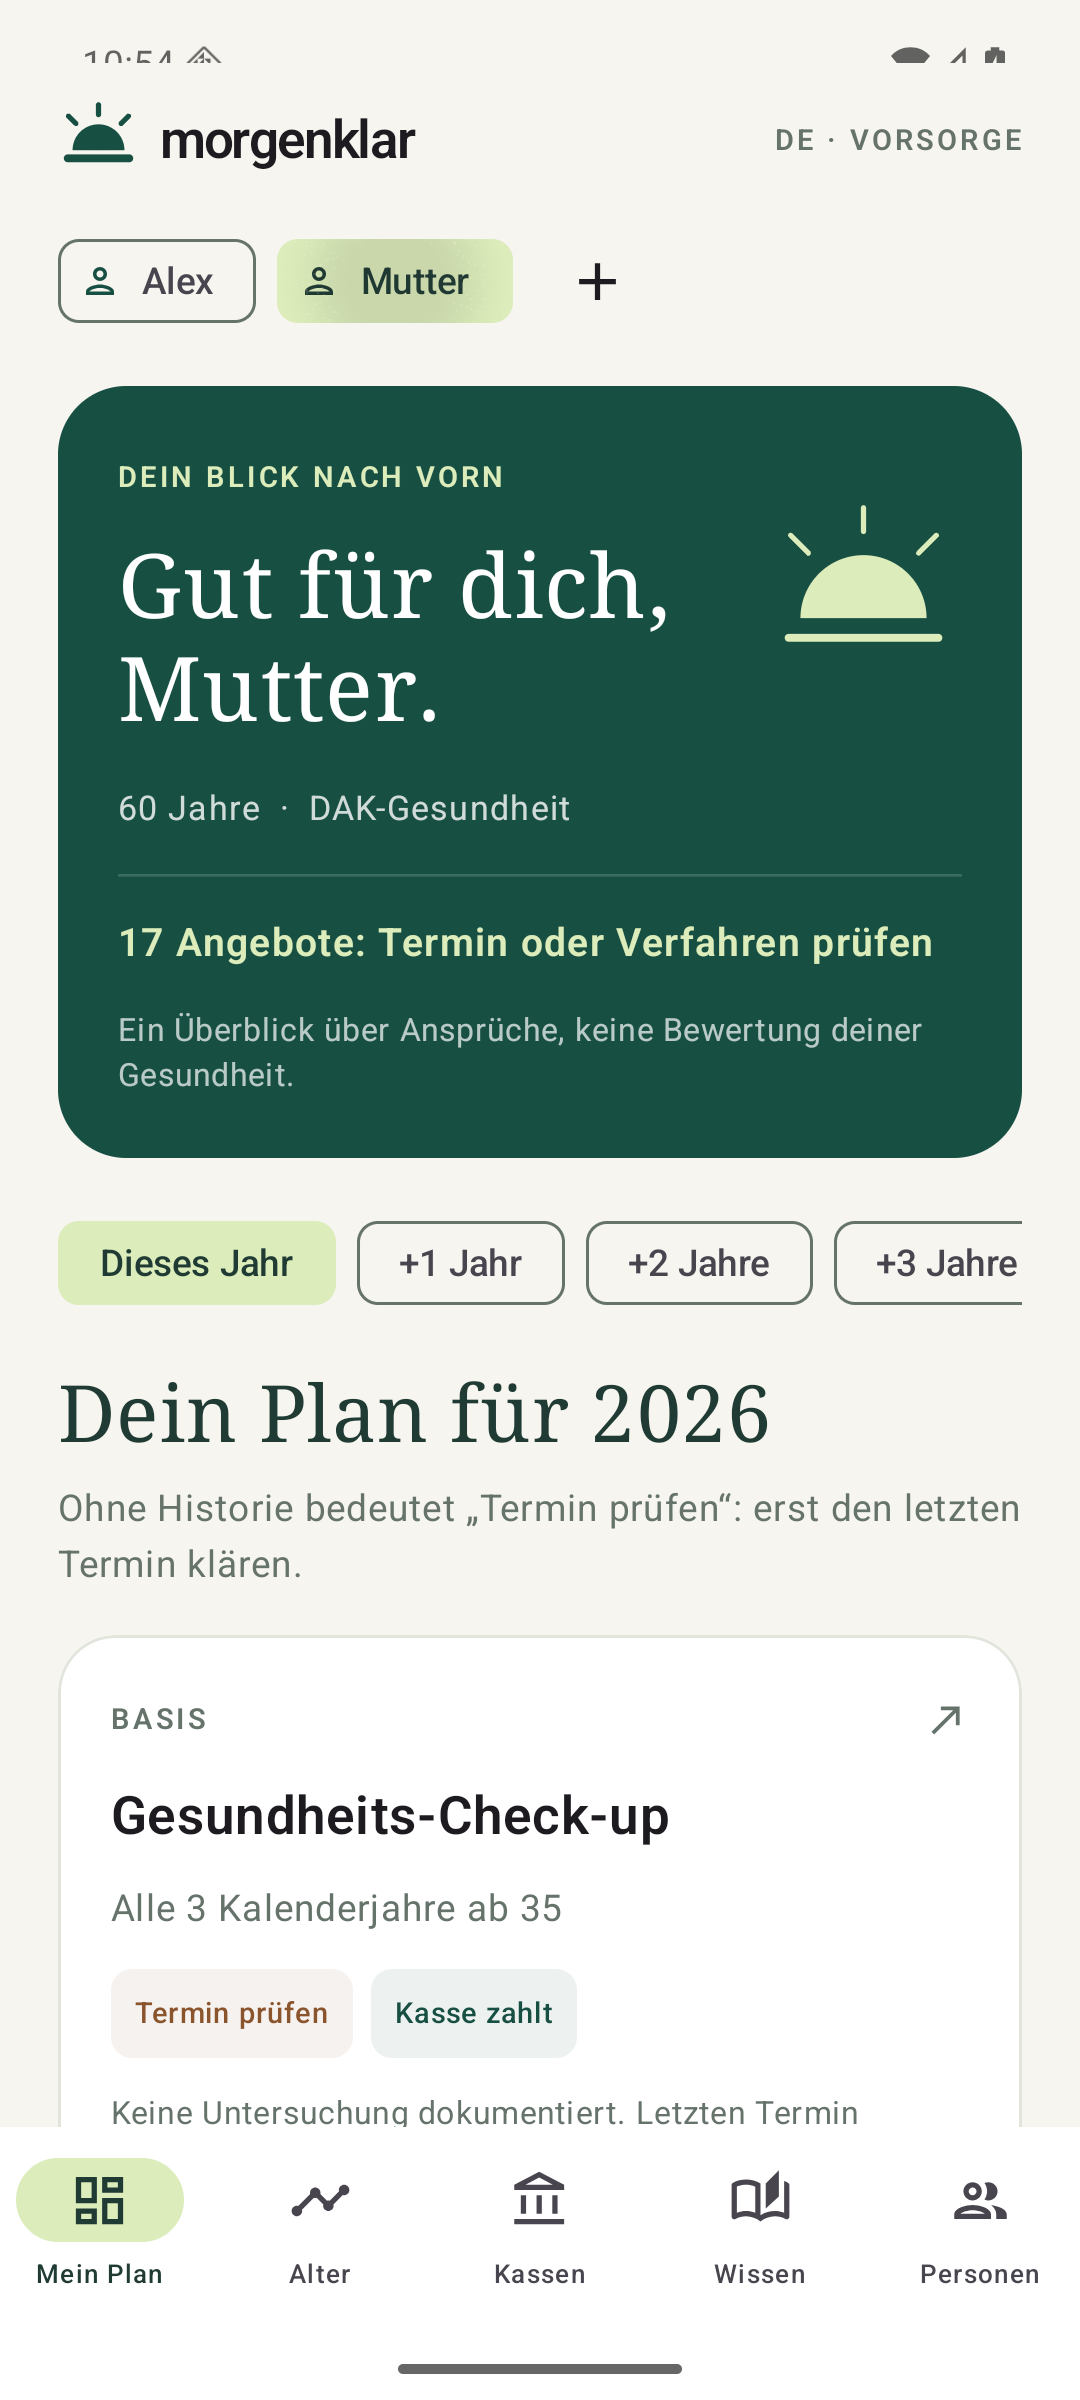 10:54
morgenklar
DE · VORSORGE
Alex
Mutter
DEIN BLICK NACH VORN
Gut für dich,
Mutter.
60 Jahre · DAK-Gesundheit
17 Angebote: Termin oder Verfahren prüfen
Ein Überblick über Ansprüche, keine Bewertung deiner
Gesundheit.
Dieses Jahr
+1 Jahr
+2 Jahre
+3 Jahre
Dein Plan für 2026
Ohne Historie bedeutet „Termin prüfen“: erst den letzten
Termin klären.
BASIS
Gesundheits-Check-up
Alle 3 Kalenderjahre ab 35
Termin prüfen
Kasse zahlt
Keine Untersuchung dokumentiert. Letzten Termin
Mein Plan
Alter
Kassen
Wissen
Personen